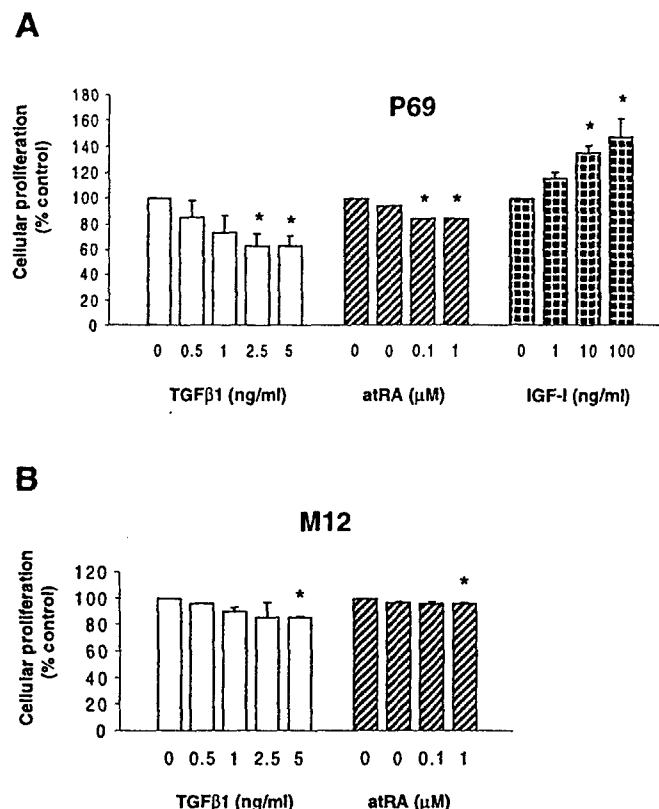 A
P69
Cellular proliferation
(% control)
180
160
140
120
100
80
60
40
20
0
* * * * * *
0 0.5 1 2.5 5 0 0 0.1 1 0 1 10 100
TGFβ1 (ng/ml) atRA (μM) IGF-I (ng/ml)
B
M12
Cellular proliferation
(% control)
120
100
80
60
40
20
0
* *
0 0.5 1 2.5 5 0 0 0.1 1
TGFβ1 (ng/ml) atRA (μM)